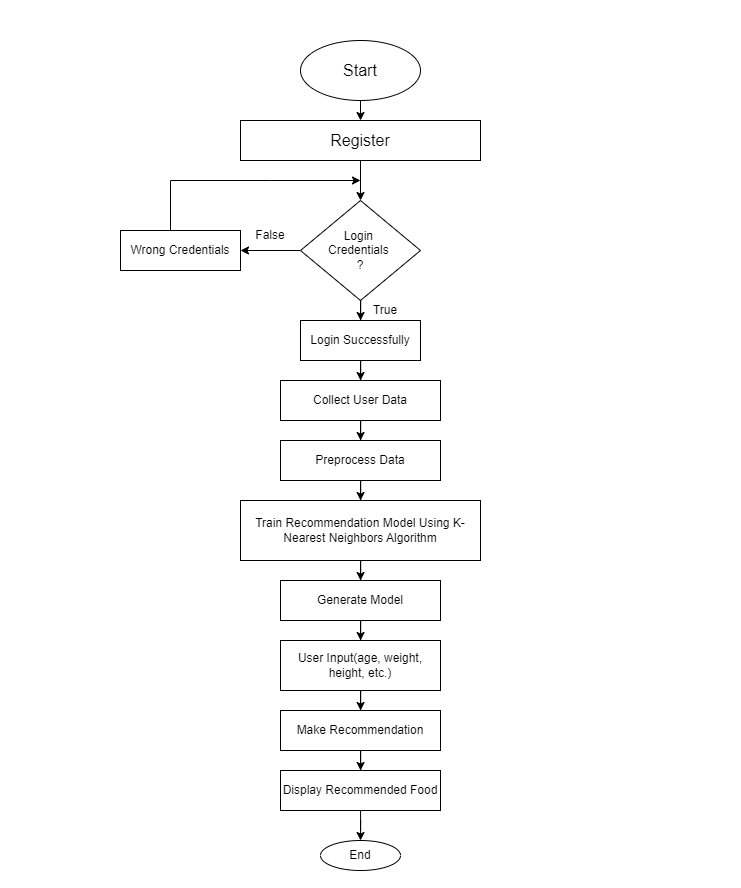 Start
Register
False
Login
Credentials
?
Wrong Credentials
True
Login Successfully
Collect User Data
Preprocess Data
Train Recommendation Model Using K-
Nearest Neighbors Algorithm
Generate Model
User Input(age, weight,
height, etc.)
Make Recommendation
Display Recommended Food
End